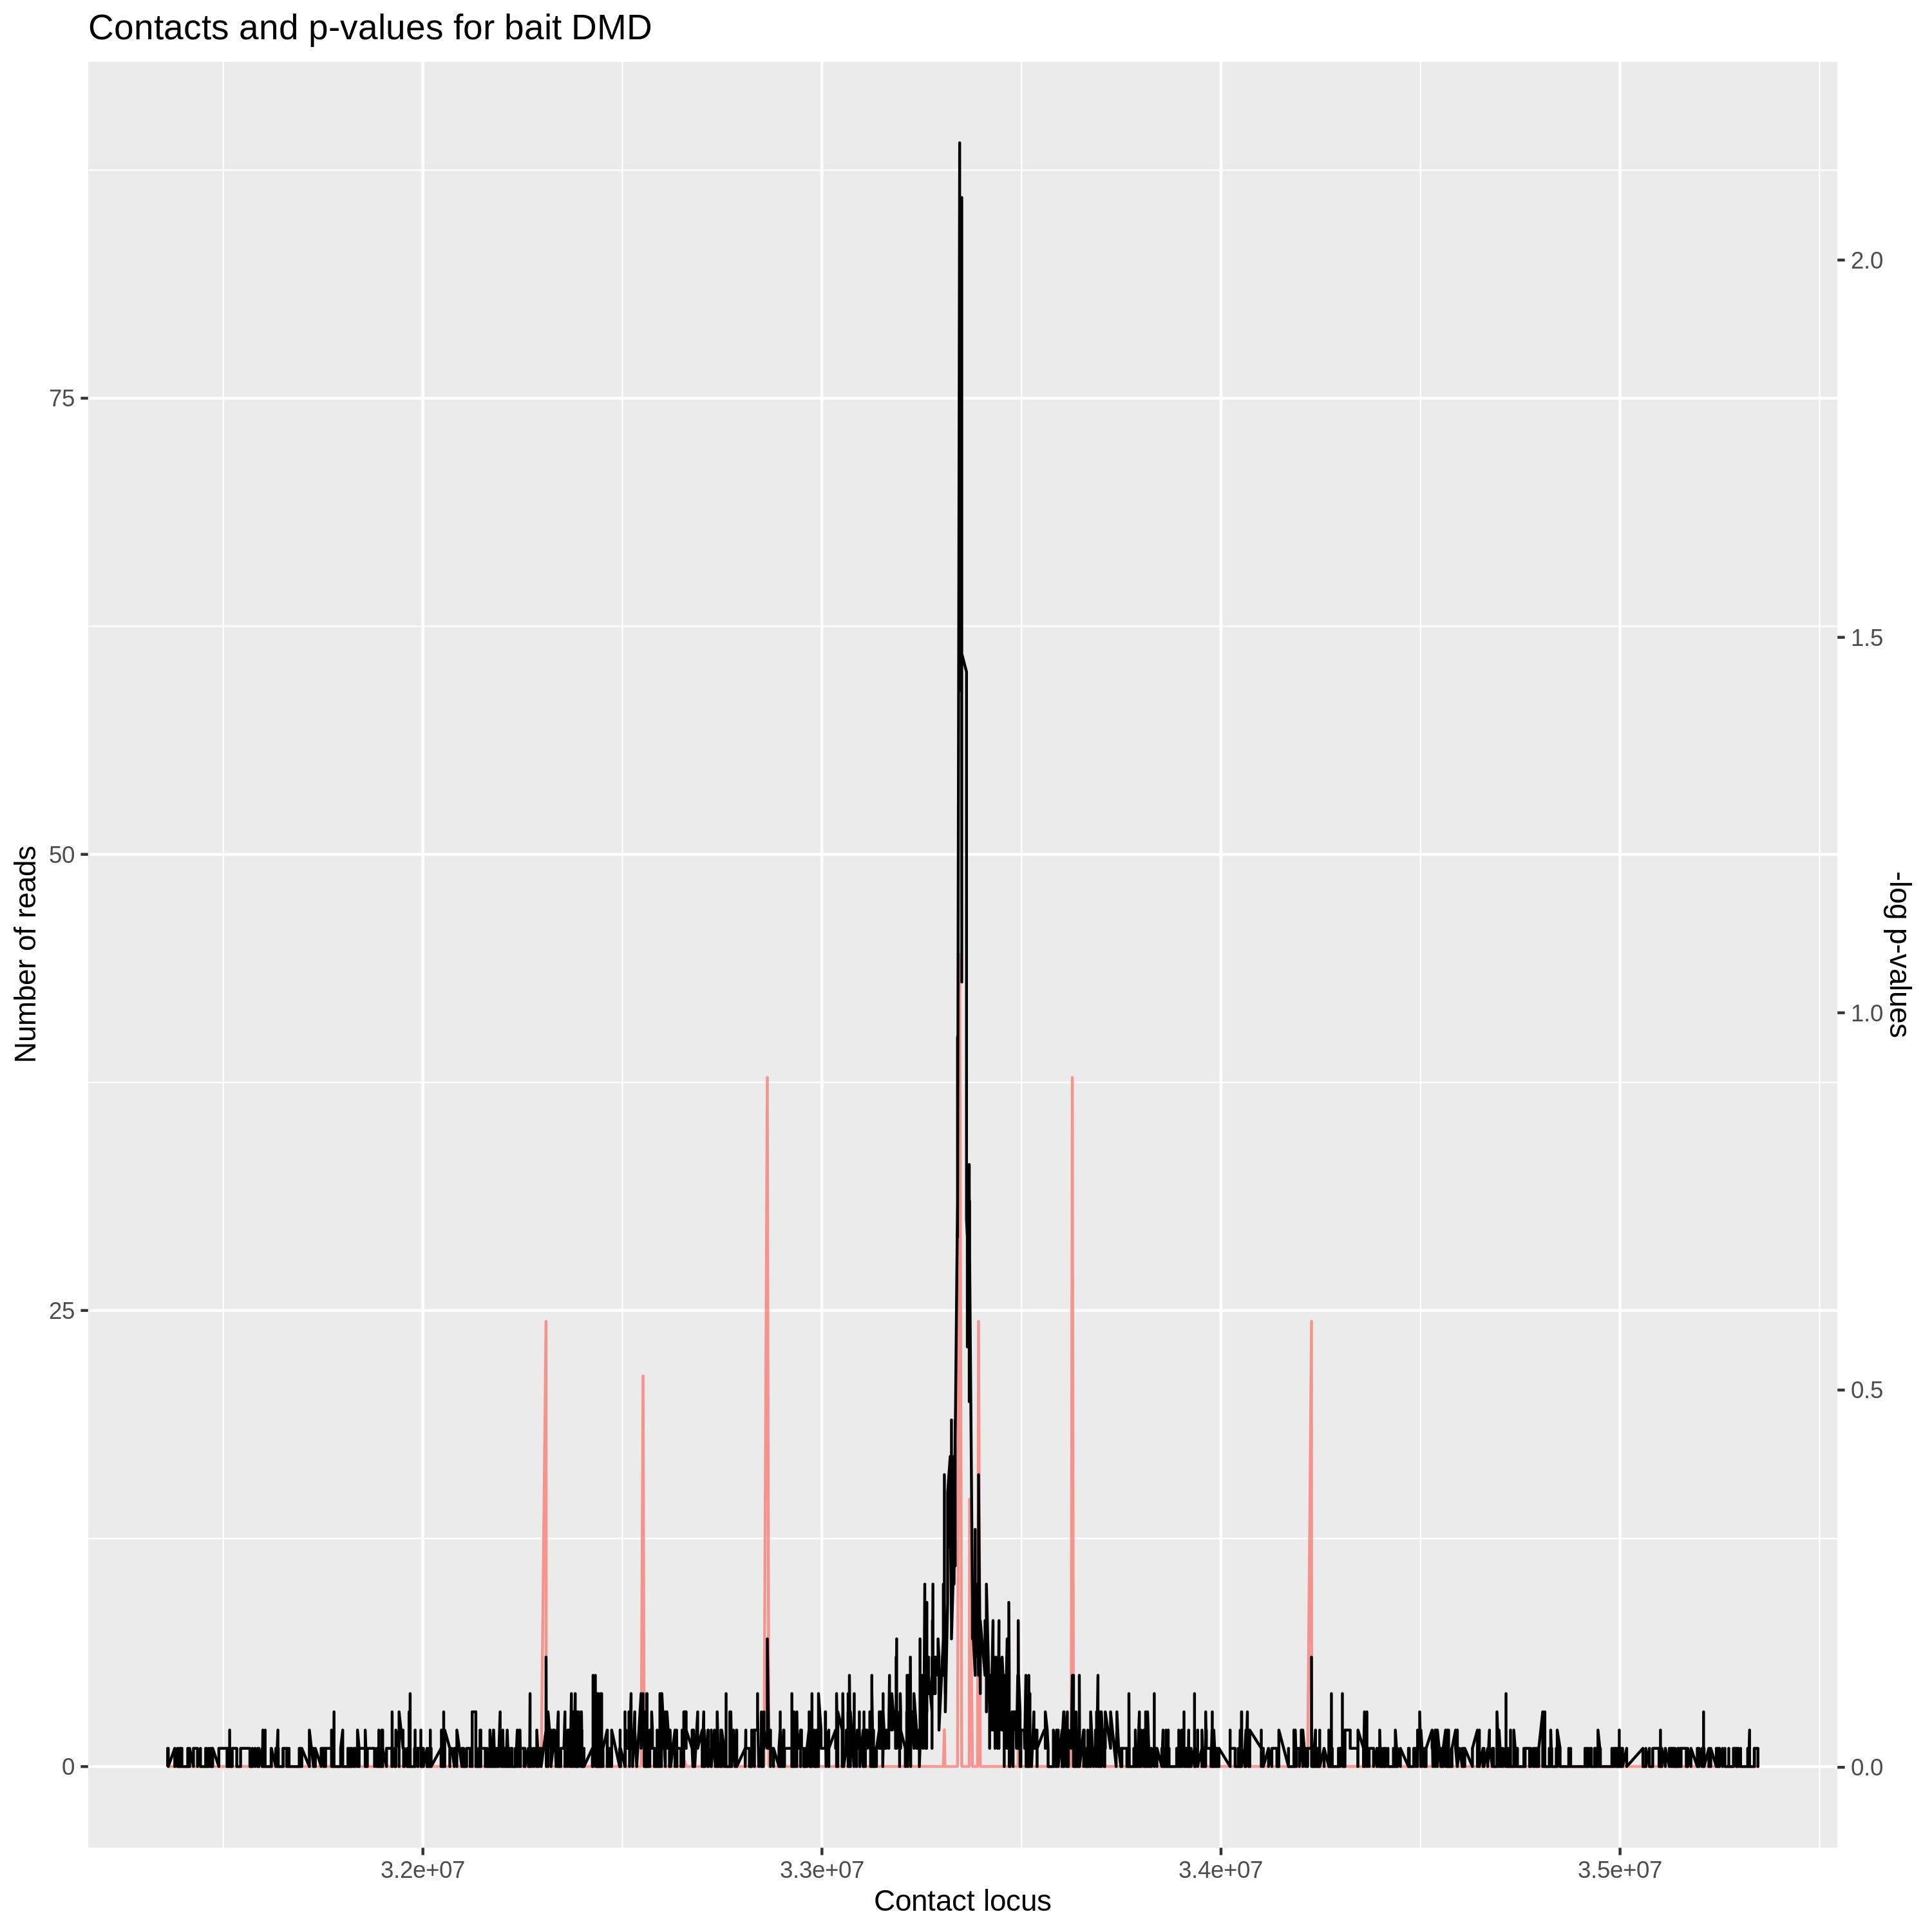 Contacts and p-values for bait DMD
Number of reads
75
50
25
0
2.0
1.5
1.0
0.5
0.0
-log p-values
3.2e+07 3.3e+07 3.4e+07 3.5e+07
Contact locus